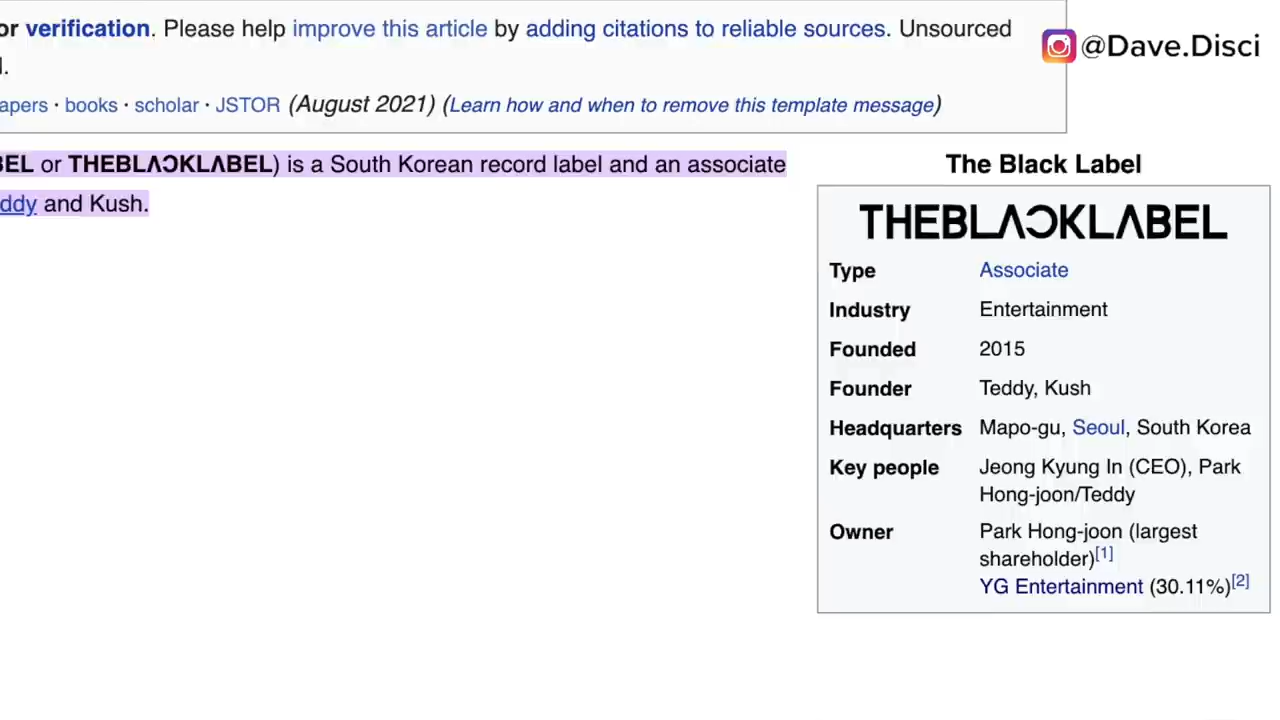 or verification. Please help improve this article by adding citations to reliable sources. Unsourced
d.
apers · books · scholar · JSTOR (August 2021) (Learn how and when to remove this template message)
@Dave.Disci
BEL or THEBLɅƆKLɅBEL) is a South Korean record label and an associate
eddy and Kush.
The Black Label
THEBLɅƆKLɅBEL
Type Associate
Industry Entertainment
Founded 2015
Founder Teddy, Kush
Headquarters Mapo-gu, Seoul, South Korea
Key people Jeong Kyung In (CEO), Park
Hong-joon/Teddy
Owner Park Hong-joon (largest
shareholder)[1]
YG Entertainment (30.11%)[2]